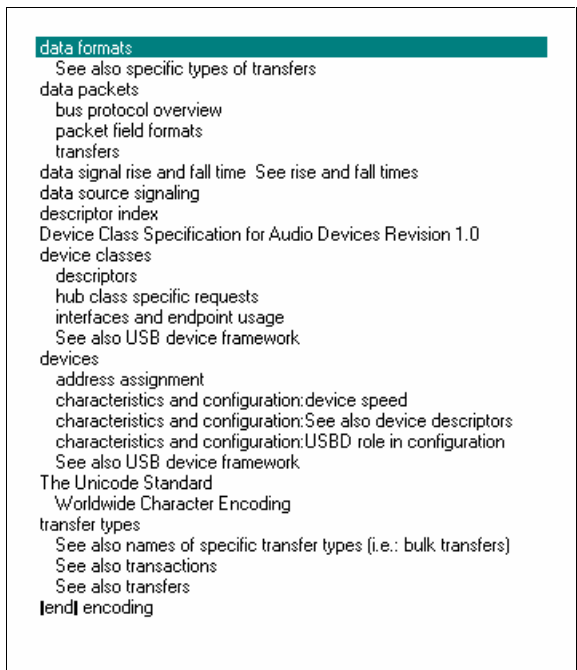 data formats
See also specific types of transfers
data packets
bus protocol overview
packet field formats
transfers
data signal rise and fall time  See rise and fall times
data source signaling
descriptor index
Device Class Specification for Audio Devices Revision 1.0
device classes
descriptors
hub class specific requests
interfaces and endpoint usage
See also USB device framework
devices
address assignment
characteristics and configuration:device speed
characteristics and configuration:See also device descriptors
characteristics and configuration:USBD role in configuration
See also USB device framework
The Unicode Standard
Worldwide Character Encoding
transfer types
See also names of specific transfer types (i.e.: bulk transfers)
See also transactions
See also transfers
|end| encoding